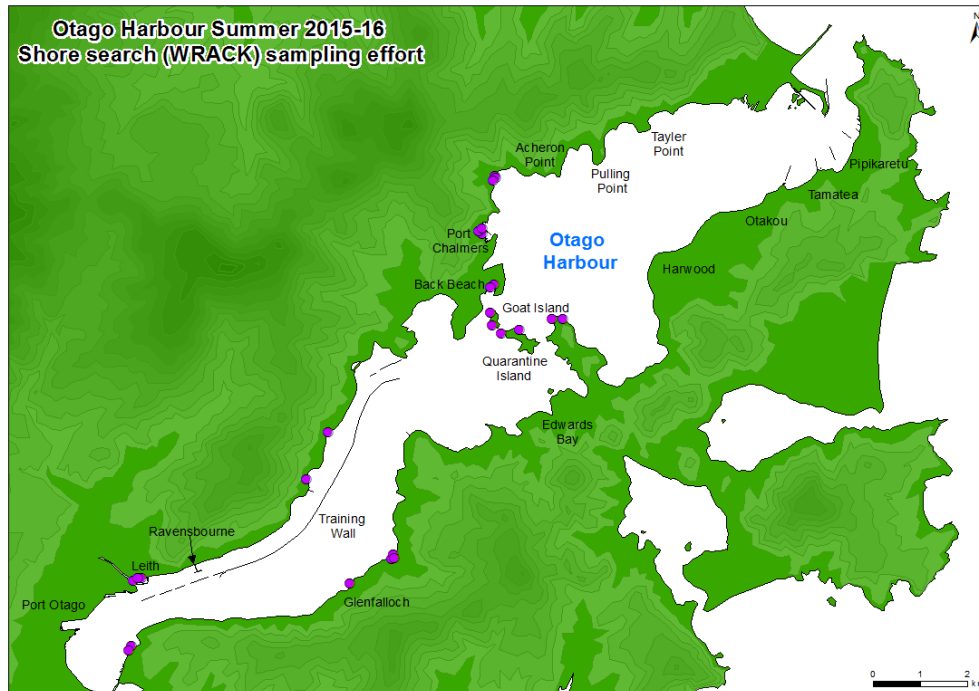 Otago Harbour Summer 2015-16
Shore search (WRACK) sampling effort
N
Tayler
Point
Acheron
Point
Pulling
Point
Pipikaretu
Tamatea
Otakou
Port
Chalmers
Otago
Harbour
Harwood
Back Beach
Goat Island
Quarantine
Island
Edwards
Bay
Training
Wall
Ravensbourne
Leith
Glenfalloch
Port Otago
0 1 2